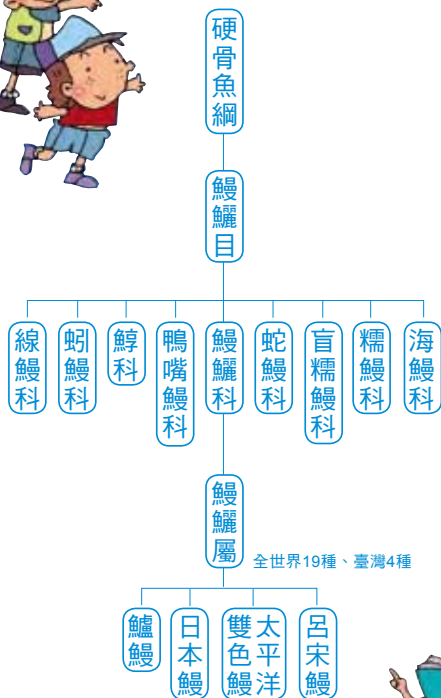 硬骨魚綱
鰻鱺目
線鰻科
蚓鰻科
鯙科
鴨嘴鰻科
鰻鱺科
蛇鰻科
盲糯鰻科
糯鰻科
海鰻科
鰻鱺屬
全世界19種、臺灣4種
鱸鰻
日本鰻
太平洋
雙色鰻
呂宋鰻